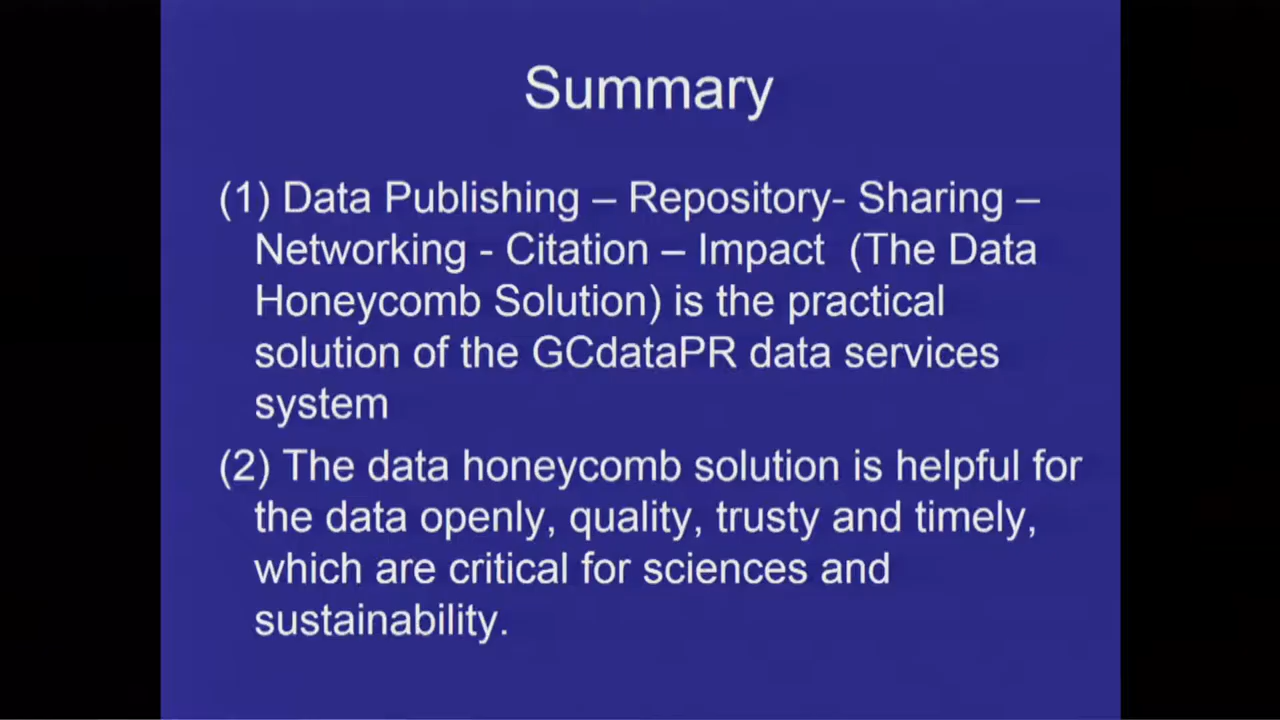 Summary
(1) Data Publishing – Repository- Sharing –
Networking - Citation – Impact  (The Data
Honeycomb Solution) is the practical
solution of the GCdataPR data services
system
(2) The data honeycomb solution is helpful for
the data openly, quality, trusty and timely,
which are critical for sciences and
sustainability.